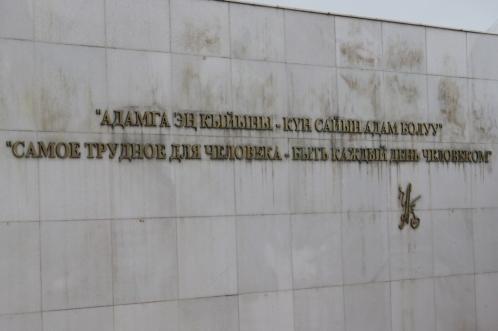 "АДАМГА ЭҢ КЫЙЫНЫ - КҮН САЙЫН АДАМ БОЛУУ"
"САМОЕ ТРУДНОЕ ДЛЯ ЧЕЛОВЕКА - БЫТЬ КАЖДЫЙ ДЕНЬ ЧЕЛОВЕКОМ"